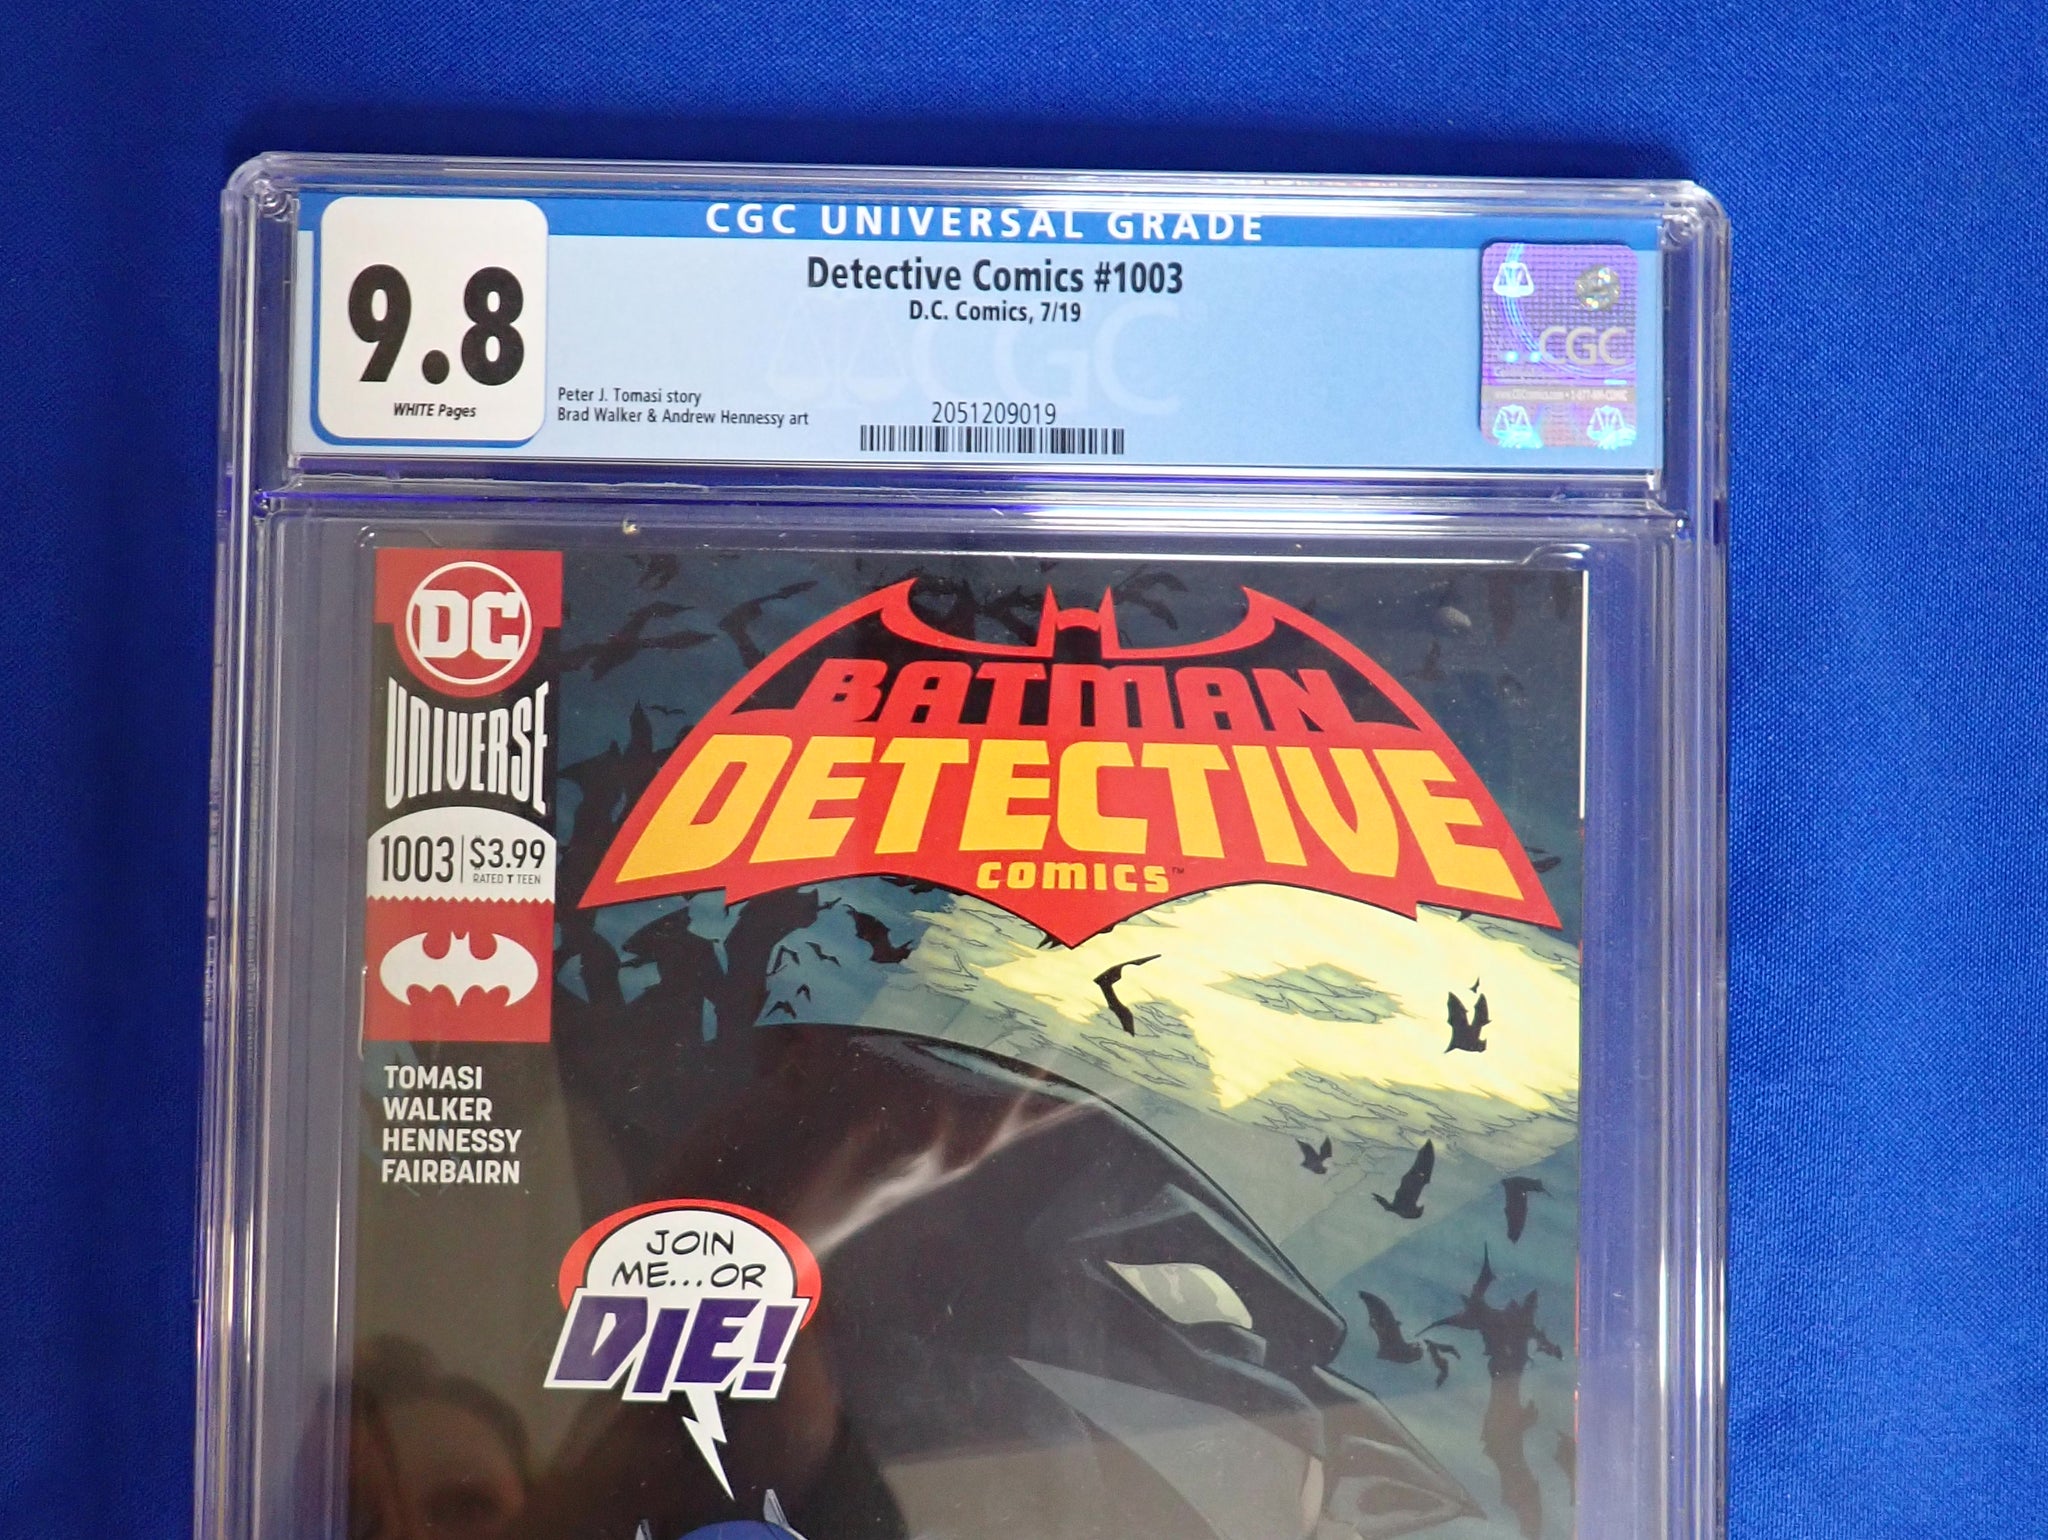 CGC UNIVERSAL GRADE
9.8
WHITE Pages
Detective Comics #1003
D.C. Comics, 7/19
Peter J. Tomasi story
Brad Walker & Andrew Hennessy art
2051209019
CGC
CGC
DC
UNIVERSE
1003 $3.99
RATED T TEEN
BATMAN
DETECTIVE
COMICS™
TOMASI
WALKER
HENNESSY
FAIRBAIRN
JOIN
ME...OR
DIE!